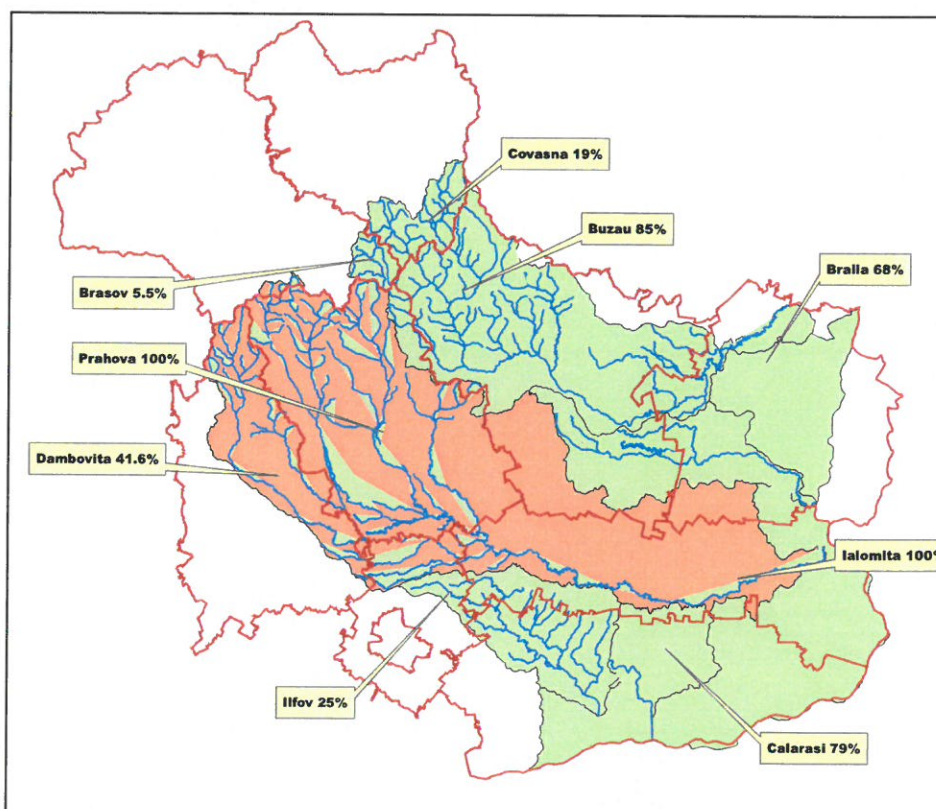 Covasna 19%
Buzau 85%
Braila 68%
Brasov 5.5%
Prahova 100%
Dambovita 41.6%
Ialomita 100%
Ilfov 25%
Calarasi 79%